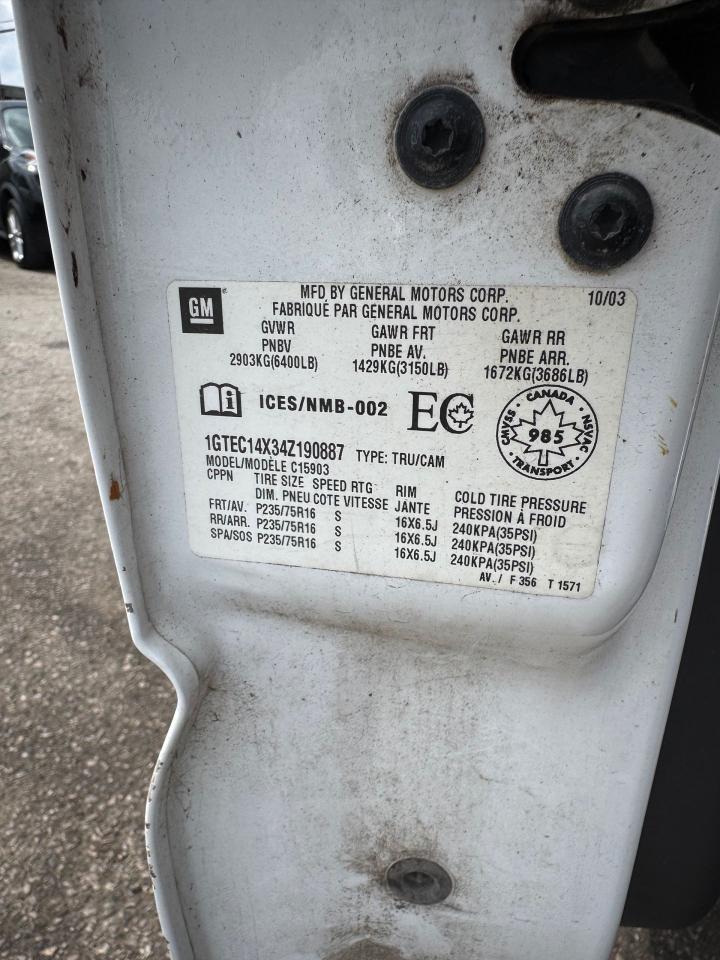 GM
MFD BY GENERAL MOTORS CORP. 10/03
FABRIQUÉ PAR GENERAL MOTORS CORP.
GVWR GAWR FRT GAWR RR
PNBV PNBE AV. PNBE ARR.
2903KG(6400LB) 1429KG(3150LB) 1672KG(3686LB)
i ICES/NMB-002 EC
CANADA
CMVSS 985 NSVAC
TRANSPORT
1GTEC14X34Z190887 TYPE: TRU/CAM
MODEL/MODÈLE C15903
CPPN TIRE SIZE SPEED RTG RIM COLD TIRE PRESSURE
DIM. PNEU COTE VITESSE JANTE PRESSION À FROID
FRT/AV. P235/75R16 S 16X6.5J 240KPA(35PSI)
RR/ARR. P235/75R16 S 16X6.5J 240KPA(35PSI)
SPA/SOS P235/75R16 S 16X6.5J 240KPA(35PSI)
AV. / F 356 T 1571